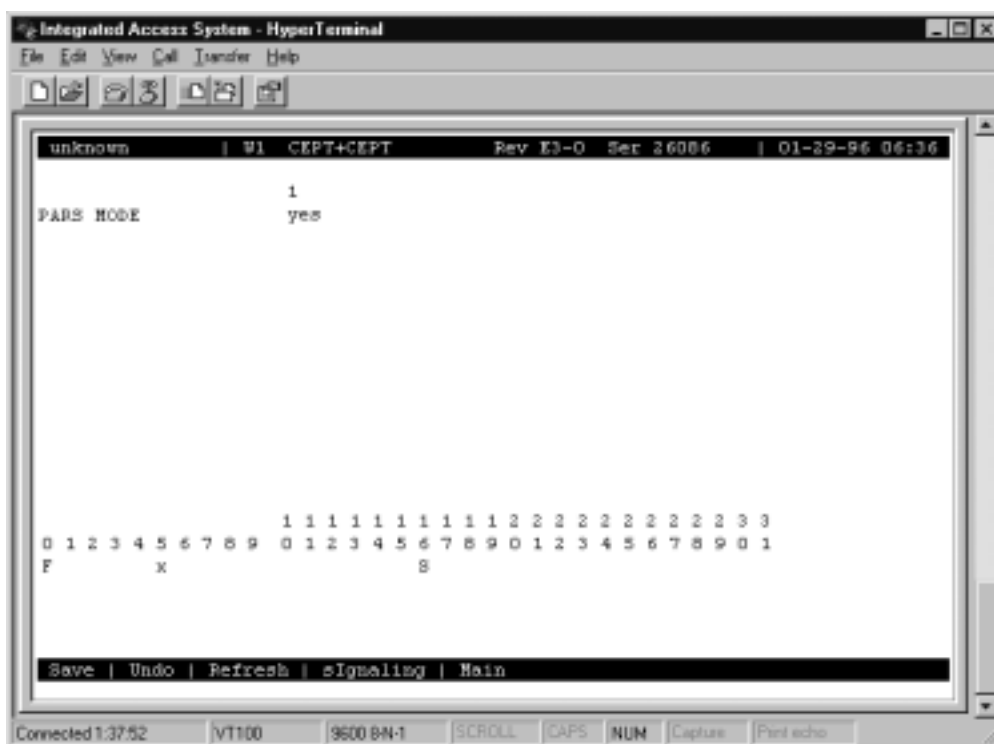 Integrated Access System - HyperTerminal
File Edit View Call Transfer Help
unknown | W1 CEPT+CEPT Rev E3-0 Ser 26086 | 01-29-96 06:36
1
PARS MODE yes
1 1 1 1 1 1 1 1 1 1 2 2 2 2 2 2 2 2 2 2 3 3
0 1 2 3 4 5 6 7 8 9 0 1 2 3 4 5 6 7 8 9 0 1 2 3 4 5 6 7 8 9 0 1
F x S
Save | Undo | Refresh | sIgnaling | Main
Connected 1:37:52 VT100 9600 8-N-1 SCROLL CAPS NUM Capture Print echo